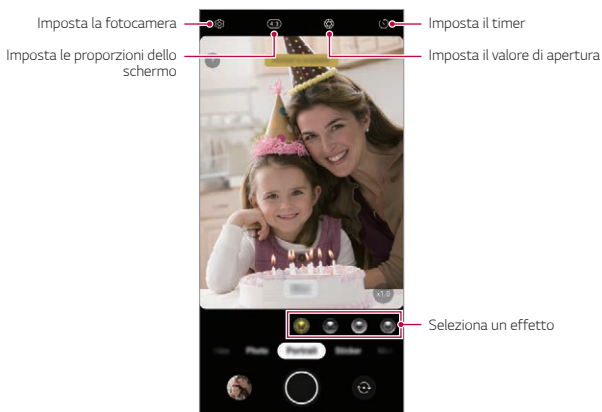 Imposta la fotocamera
Imposta il timer
Imposta le proporzioni dello
schermo
Imposta il valore di apertura
4:3
x1.0
Seleziona un effetto
Photo
Portrait
Sticker